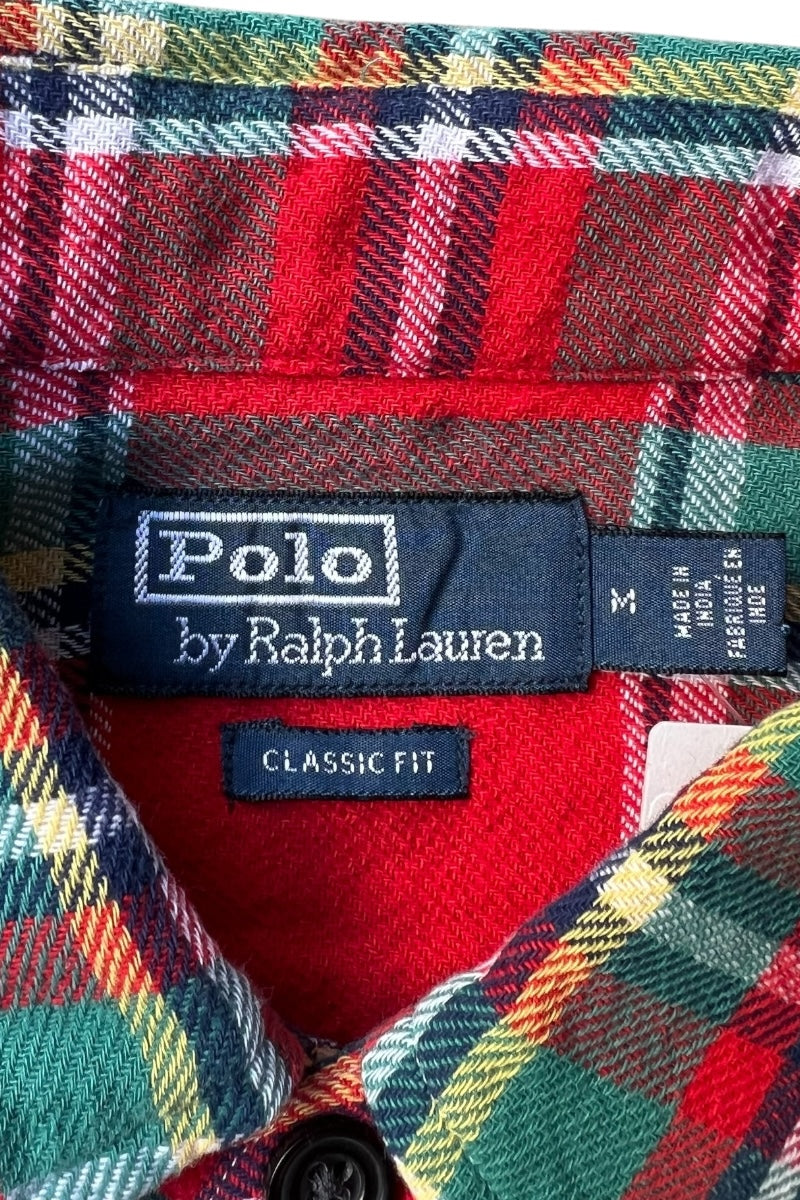 Polo
by Ralph Lauren
M
MADE IN
INDIA
FABRIQUÉ EN
INDE
CLASSIC FIT